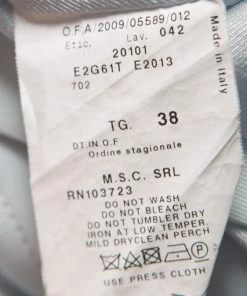 O.F.A/2009/05589/012
Etic. Lav. 042
20101
E2G61T E2013
702
Made in Italy
TG. 38
DT.IN.O.F
Ordine stagionale
M.S.C. SRL
RN103723
DO NOT WASH
DO NOT BLEACH
DO NOT TUMBLER DRY
IRON AT LOW TEMPER.
MILD DRYCLEAN PERCH
P
USE PRESS CLOTH